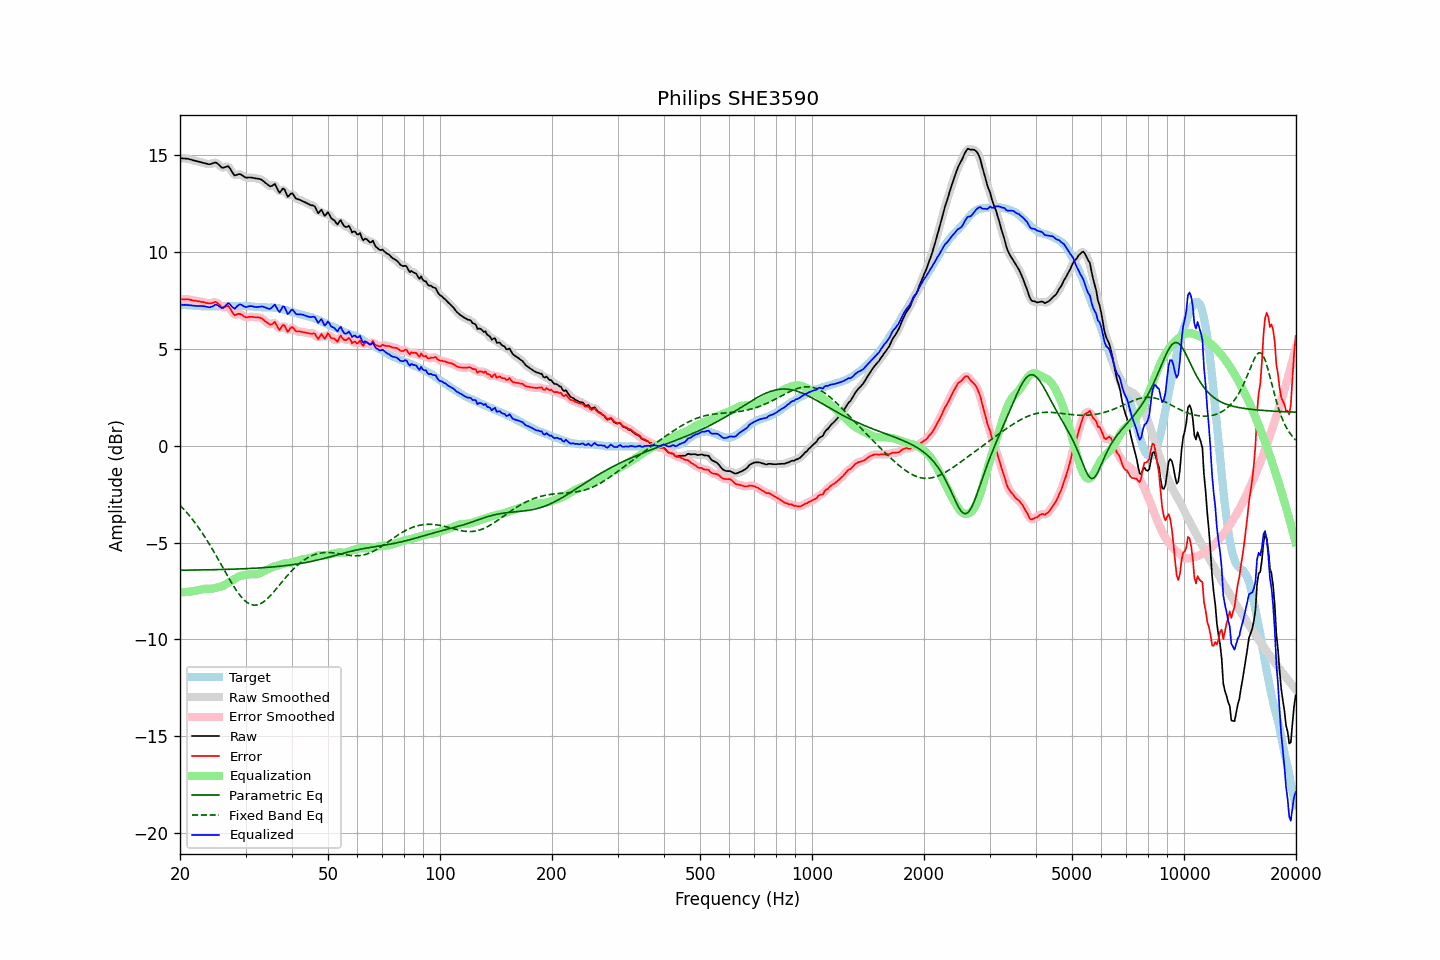 Philips SHE3590
Amplitude (dBr)
15
10
5
0
−5
−10
−15
−20
Target
Raw Smoothed
Error Smoothed
Raw
Error
Equalization
Parametric Eq
Fixed Band Eq
Equalized
20 50 100 200 500 1000 2000 5000 10000 20000
Frequency (Hz)